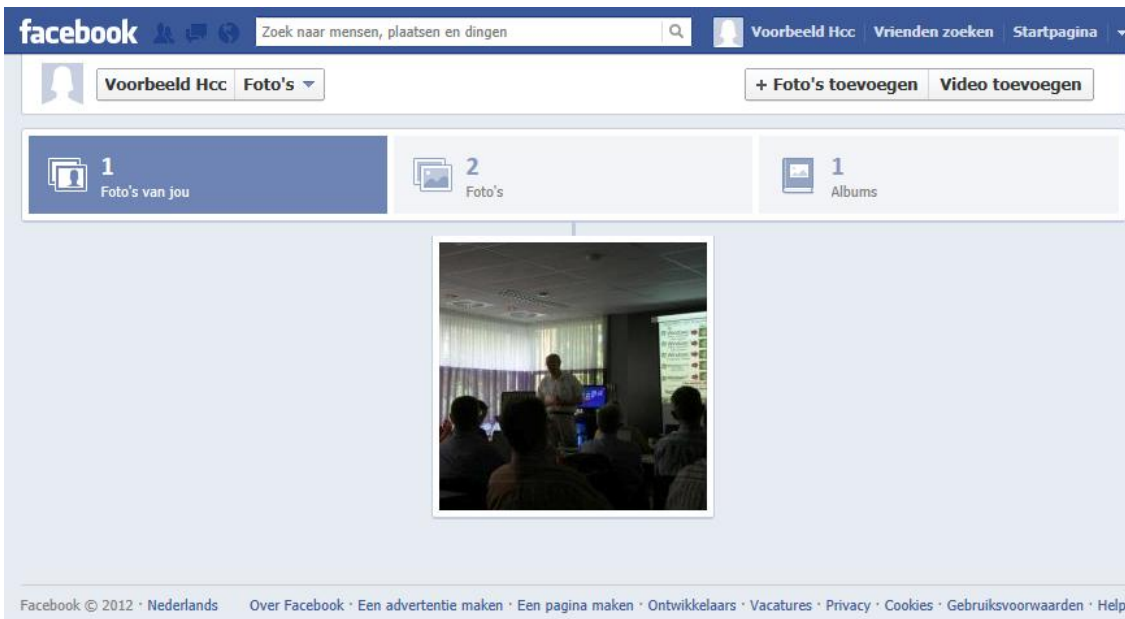 facebook Zoek naar mensen, plaatsen en dingen Voorbeeld Hcc Vrienden zoeken Startpagina
Voorbeeld Hcc Foto's + Foto's toevoegen Video toevoegen
1
Foto's van jou
2
Foto's
1
Albums
Facebook © 2012 · Nederlands Over Facebook · Een advertentie maken · Een pagina maken · Ontwikkelaars · Vacatures · Privacy · Cookies · Gebruiksvoorwaarden · Help